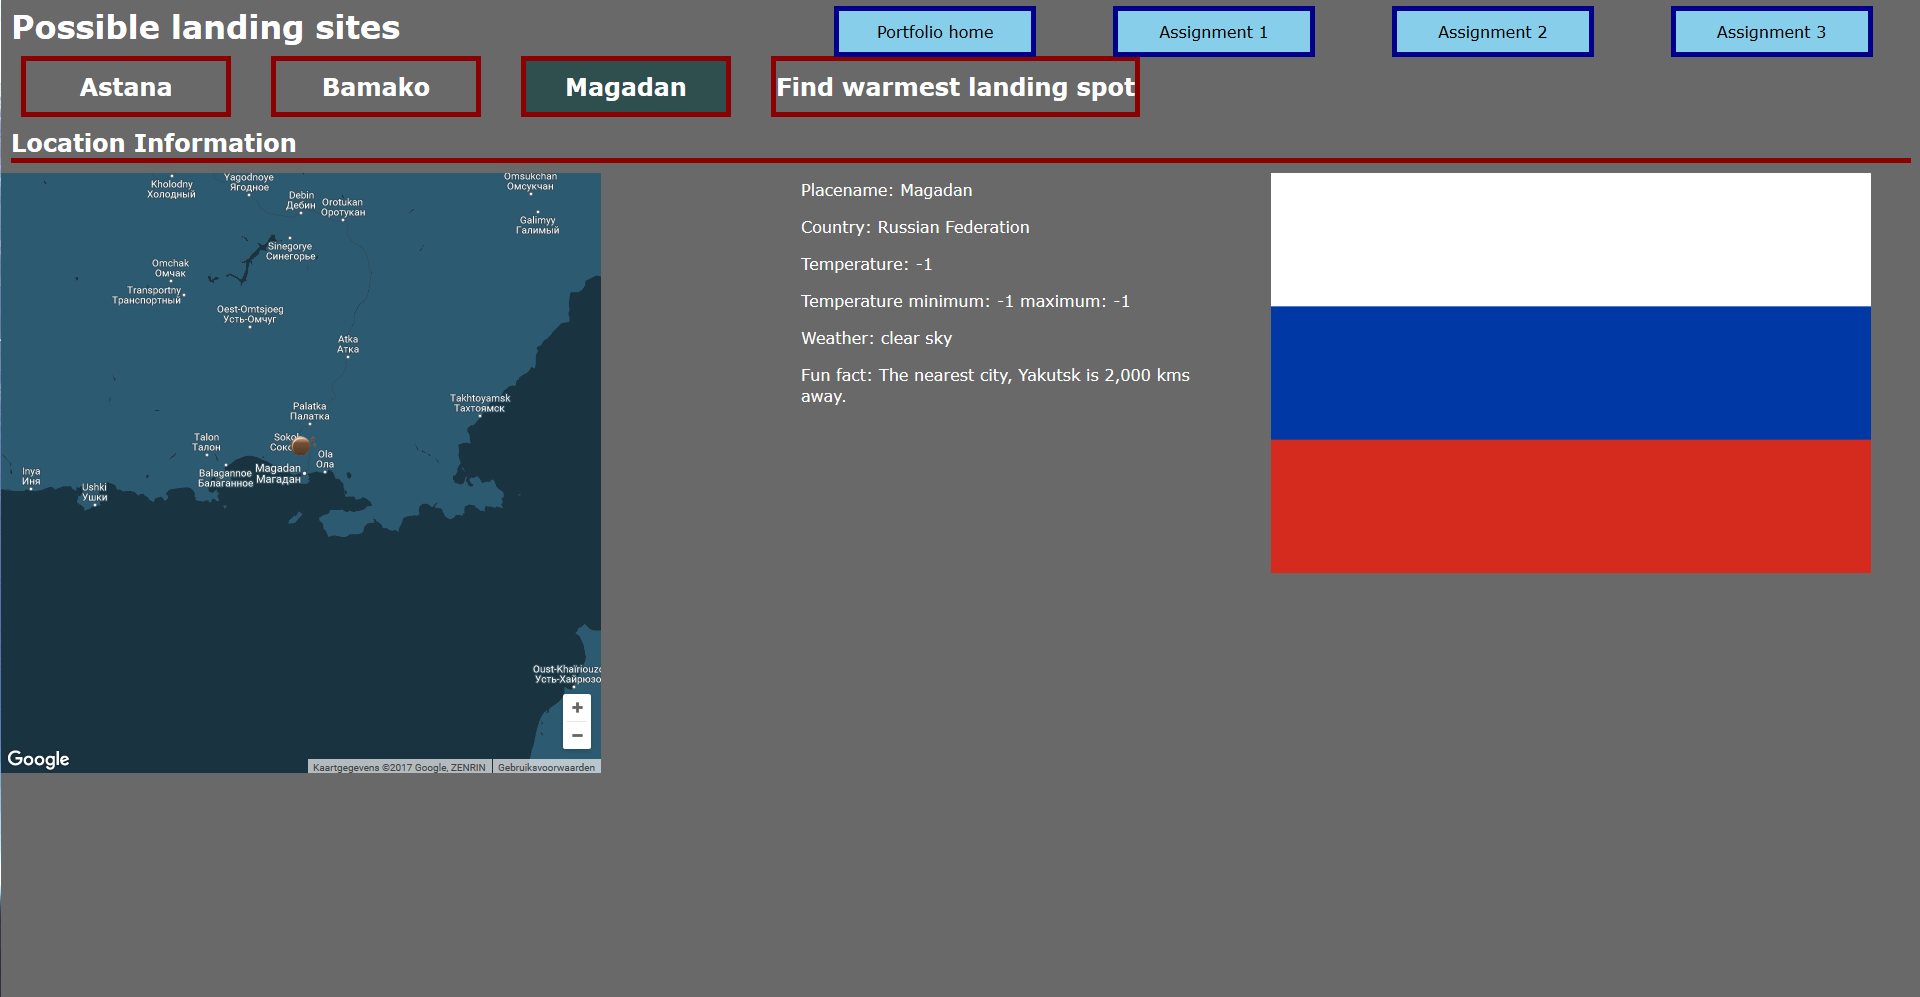 Possible landing sites
Portfolio home
Assignment 1
Assignment 2
Assignment 3
Astana
Bamako
Magadan
Find warmest landing spot
Location Information
Kholodny
Холодный
Yagodnoye
Ягодное
Debin
Дебин
Orotukan
Оротукан
Omsukchan
Омсукчан
Galimyy
Галимый
Sinegorye
Синегорье
Omchak
Омчак
Transportny
Транспортный
Oest-Omtsjoeg
Усть-Омчуг
Atka
Атка
Takhtoyamsk
Тахтоямск
Palatka
Палатка
Talon
Талон
Sokol
Ola
Ола
Balagannoe
Балаганное
Magadan
Магадан
Inya
Иня
Ushki
Ушки
Oust-Khaïriouzo
Усть-Хайрюзо
+
−
Google
Kaartgegevens ©2017 Google, ZENRIN
Gebruiksvoorwaarden
Placename: Magadan
Country: Russian Federation
Temperature: -1
Temperature minimum: -1 maximum: -1
Weather: clear sky
Fun fact: The nearest city, Yakutsk is 2,000 kms
away.